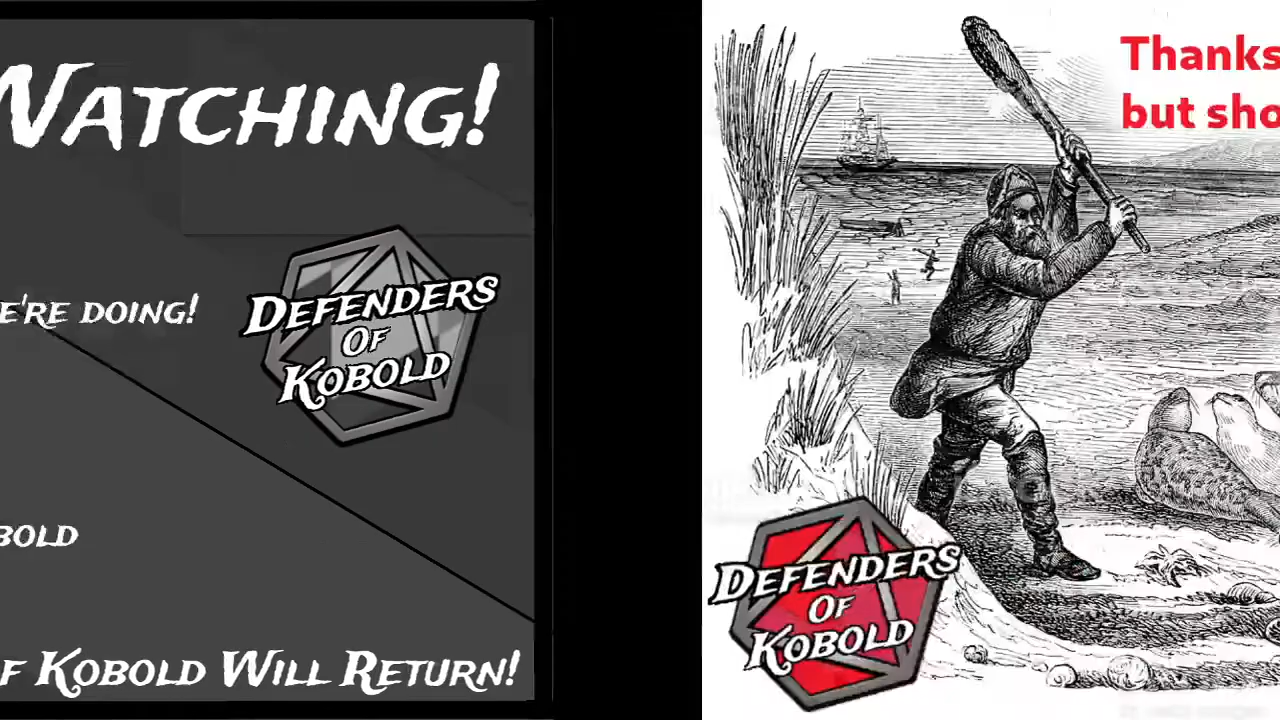 WATCHING!
E'RE DOING!
DEFENDERS
OF
KOBOLD
BOLD
F KOBOLD WILL RETURN!
Thanks
but sho
DEFENDERS
OF
KOBOLD